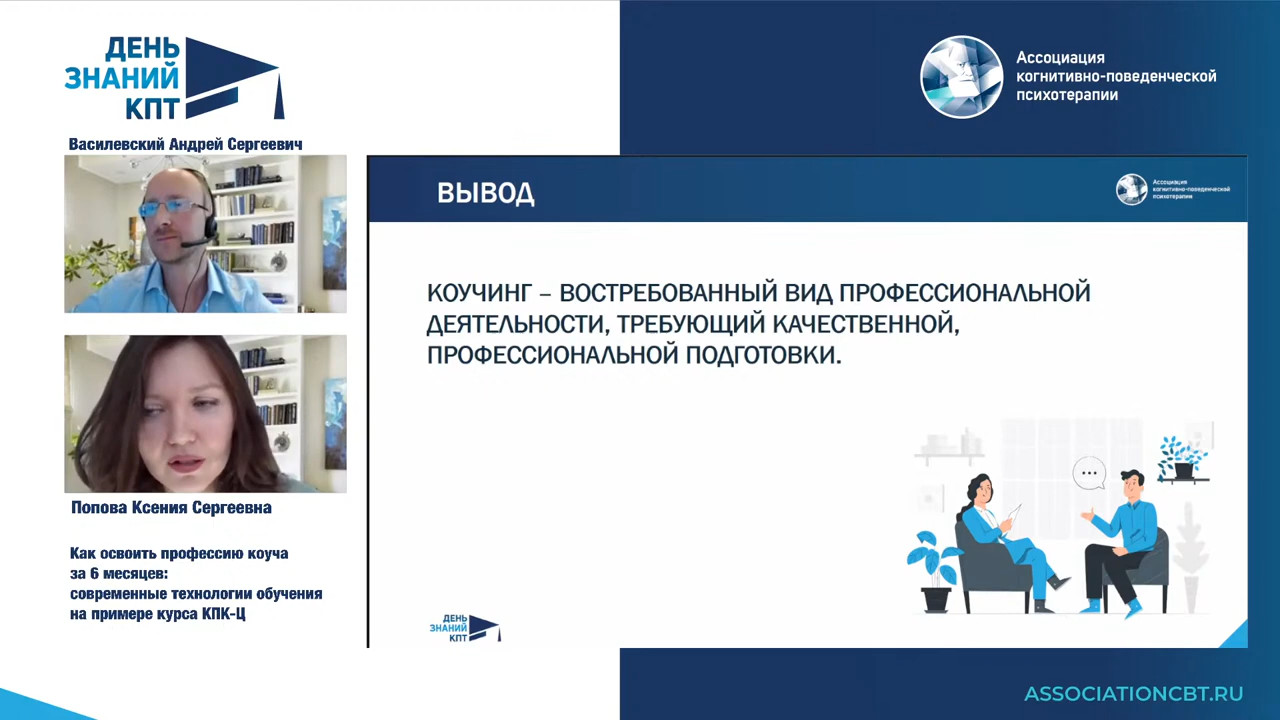 ДЕНЬ
ЗНАНИЙ
КПТ
Ассоциация
когнитивно-поведенческой
психотерапии
Василевский Андрей Сергеевич
ВЫВОД
Ассоциация
когнитивно-поведенческой
психотерапии
КОУЧИНГ – ВОСТРЕБОВАННЫЙ ВИД ПРОФЕССИОНАЛЬНОЙ
ДЕЯТЕЛЬНОСТИ, ТРЕБУЮЩИЙ КАЧЕСТВЕННОЙ,
ПРОФЕССИОНАЛЬНОЙ ПОДГОТОВКИ.
Попова Ксения Сергеевна
Как освоить профессию коуча
за 6 месяцев:
современные технологии обучения
на примере курса КПК-Ц
ДЕНЬ
ЗНАНИЙ
КПТ
ASSOCIATIONCBT.RU